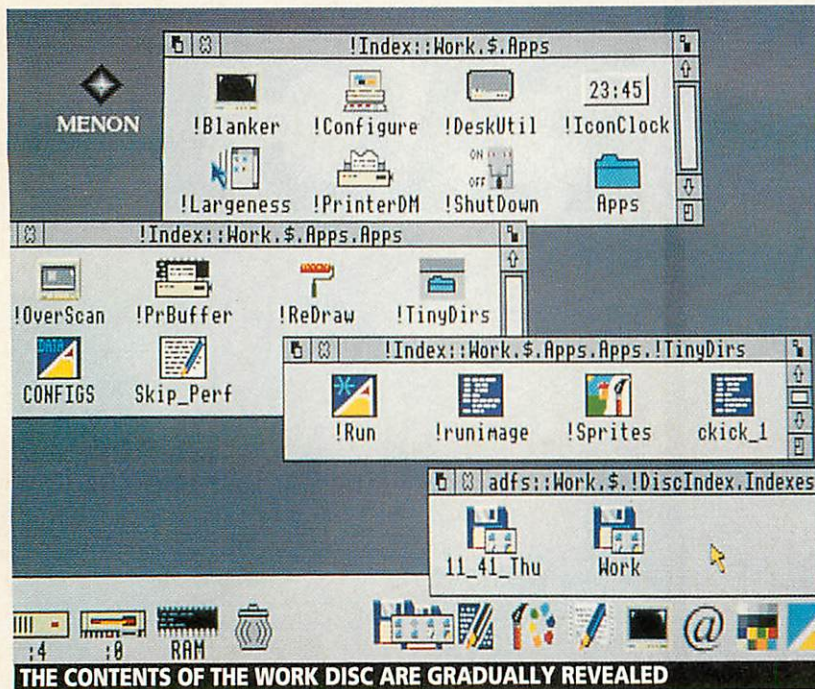 !Index::Work.$.Apps
MENON
!Blanker !Configure !DeskUtil 23:45 !IconClock
!Largeness !PrinterDM ON OFF !ShutDown Apps
!Index::Work.$.Apps.Apps
!OverScan !PrBuffer !ReDraw !TinyDirs
DATA CONFIGS Skip_Perf
!Index::Work.$.Apps.Apps.!TinyDirs
!Run !runimage !Sprites ckick_1
adfs::Work.$.!DiscIndex.Indexes
11_41_Thu Work
:4 :0 RAM @
THE CONTENTS OF THE WORK DISC ARE GRADUALLY REVEALED